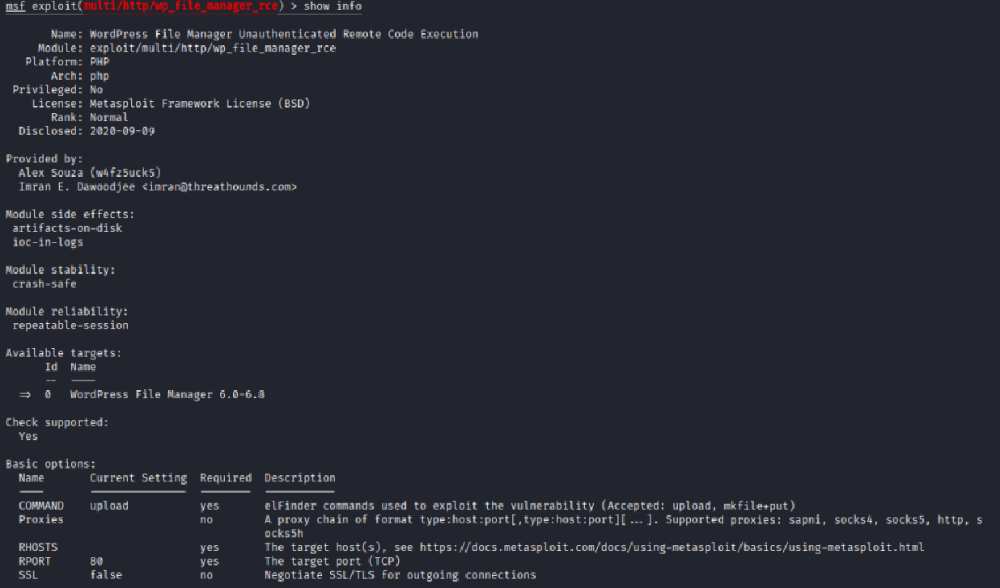 msf exploit(multi/http/wp_file_manager_rce) > show info
Name: WordPress File Manager Unauthenticated Remote Code Execution
Module: exploit/multi/http/wp_file_manager_rce
Platform: PHP
Arch: php
Privileged: No
License: Metasploit Framework License (BSD)
Rank: Normal
Disclosed: 2020-09-09
Provided by:
Alex Souza (w4fz5uck5)
Imran E. Dawoodjee <imran@threathounds.com>
Module side effects:
artifacts-on-disk
ioc-in-logs
Module stability:
crash-safe
Module reliability:
repeatable-session
Available targets:
Id Name
-- ----
=> 0 WordPress File Manager 6.0-6.8
Check supported:
Yes
Basic options:
Name Current Setting Required Description
---- --------------- -------- -----------
COMMAND upload yes elFinder commands used to exploit the vulnerability (Accepted: upload, mkfile+put)
Proxies no A proxy chain of format type:host:port[,type:host:port][...]. Supported proxies: sapni, socks4, socks5, http, s
ocks5h
RHOSTS yes The target host(s), see https://docs.metasploit.com/docs/using-metasploit/basics/using-metasploit.html
RPORT 80 yes The target port (TCP)
SSL false no Negotiate SSL/TLS for outgoing connections